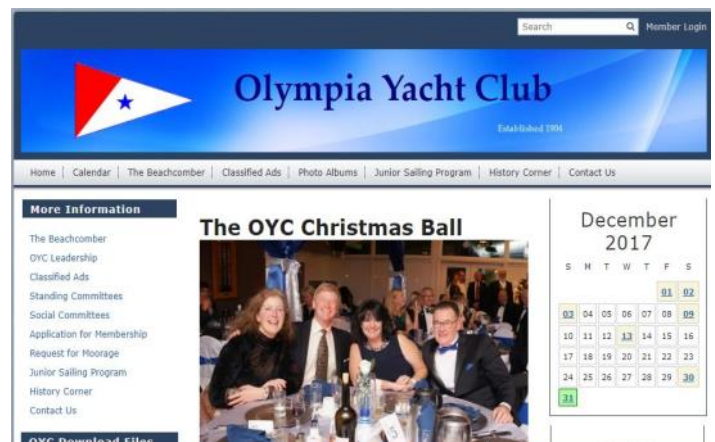 Search
Member Login
Olympia Yacht Club
Established 1904
Home
Calendar
The Beachcomber
Classified Ads
Photo Albums
Junior Sailing Program
History Corner
Contact Us
More Information
The Beachcomber
OYC Leadership
Classified Ads
Standing Committees
Social Committees
Application for Membership
Request for Moorage
Junior Sailing Program
History Corner
Contact Us
OYC Download Files
The OYC Christmas Ball
December
2017
S M T W T F S
01 02
03 04 05 06 07 08 09
10 11 12 13 14 15 16
17 18 19 20 21 22 23
24 25 26 27 28 29 30
31